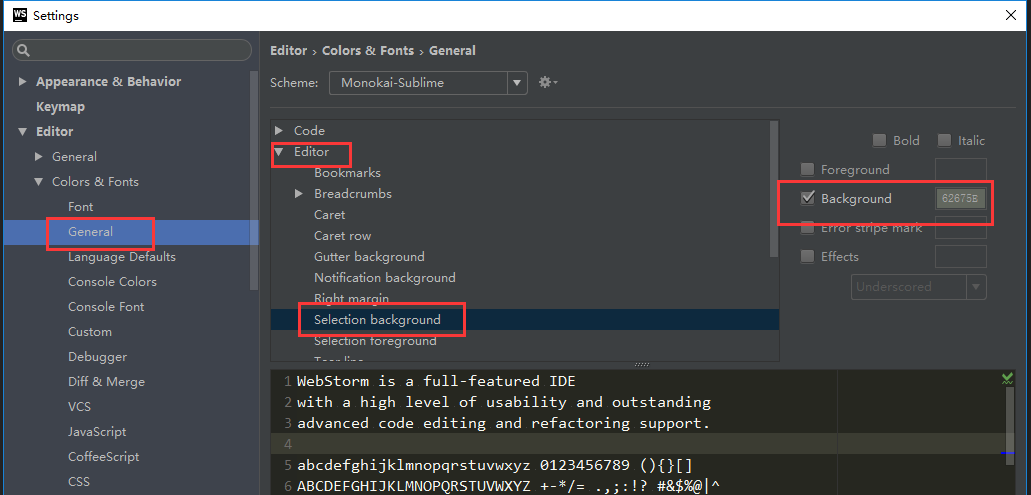 WS Settings
Appearance & Behavior
Keymap
Editor
General
Colors & Fonts
Font
General
Language Defaults
Console Colors
Console Font
Custom
Debugger
Diff & Merge
VCS
JavaScript
CoffeeScript
CSS
Editor › Colors & Fonts › General
Scheme: Monokai-Sublime
Code
Editor
Bookmarks
Breadcrumbs
Caret
Caret row
Gutter background
Notification background
Right margin
Selection background
Selection foreground
Tear line
Bold Italic
Foreground
Background 62675B
Error stripe mark
Effects
Underscored
1 WebStorm is a full-featured IDE
2 with a high level of usability and outstanding
3 advanced code editing and refactoring support.
4
5 abcdefghijklmnopqrstuvwxyz 0123456789 (){}[]
6 ABCDEFGHIJKLMNOPQRSTUVWXYZ +-*/= .,;:!? #&$%@|^